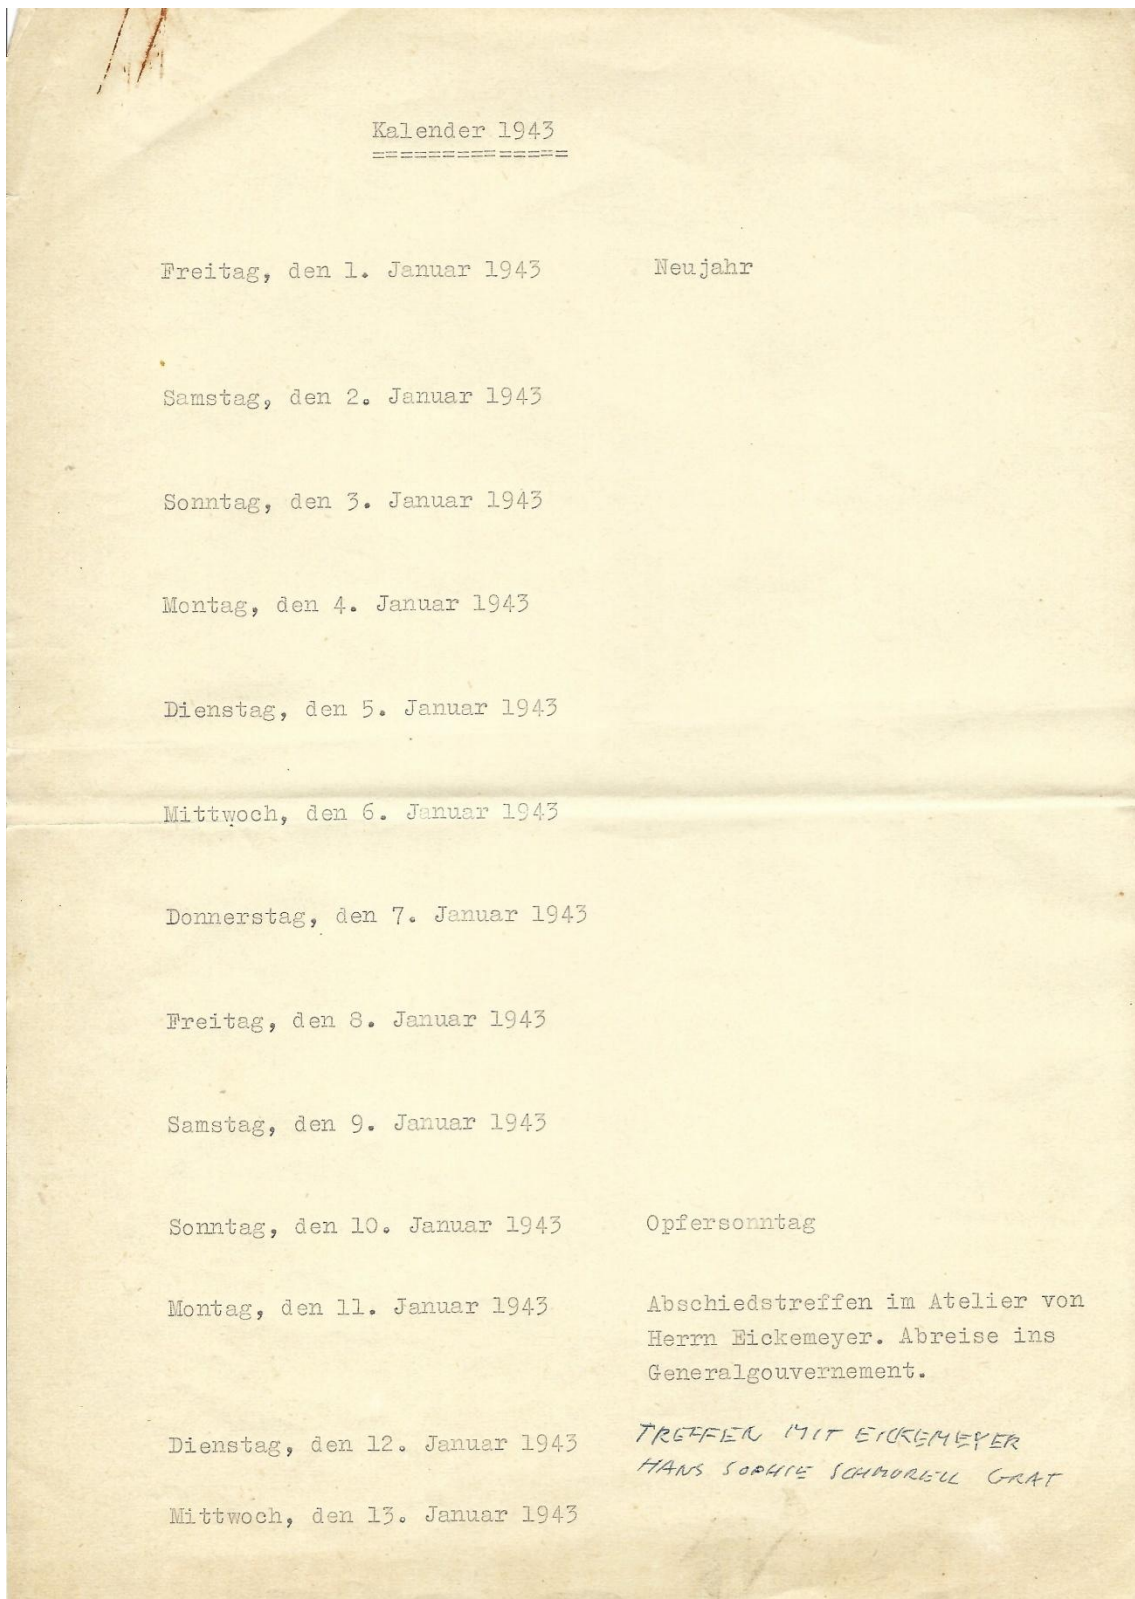 Kalender 1943
==============
Freitag, den 1. Januar 1943 Neujahr
Samstag, den 2. Januar 1943
Sonntag, den 3. Januar 1943
Montag, den 4. Januar 1943
Dienstag, den 5. Januar 1943
Mittwoch, den 6. Januar 1943
Donnerstag, den 7. Januar 1943
Freitag, den 8. Januar 1943
Samstag, den 9. Januar 1943
Sonntag, den 10. Januar 1943 Opfersonntag
Montag, den 11. Januar 1943 Abschiedstreffen im Atelier von
Herrn Eickemeyer. Abreise ins
Generalgouvernement.
Dienstag, den 12. Januar 1943 TREFFEN MIT EICKEMEYER
HANS SOPHIE SCHMORELL GRAF
Mittwoch, den 13. Januar 1943